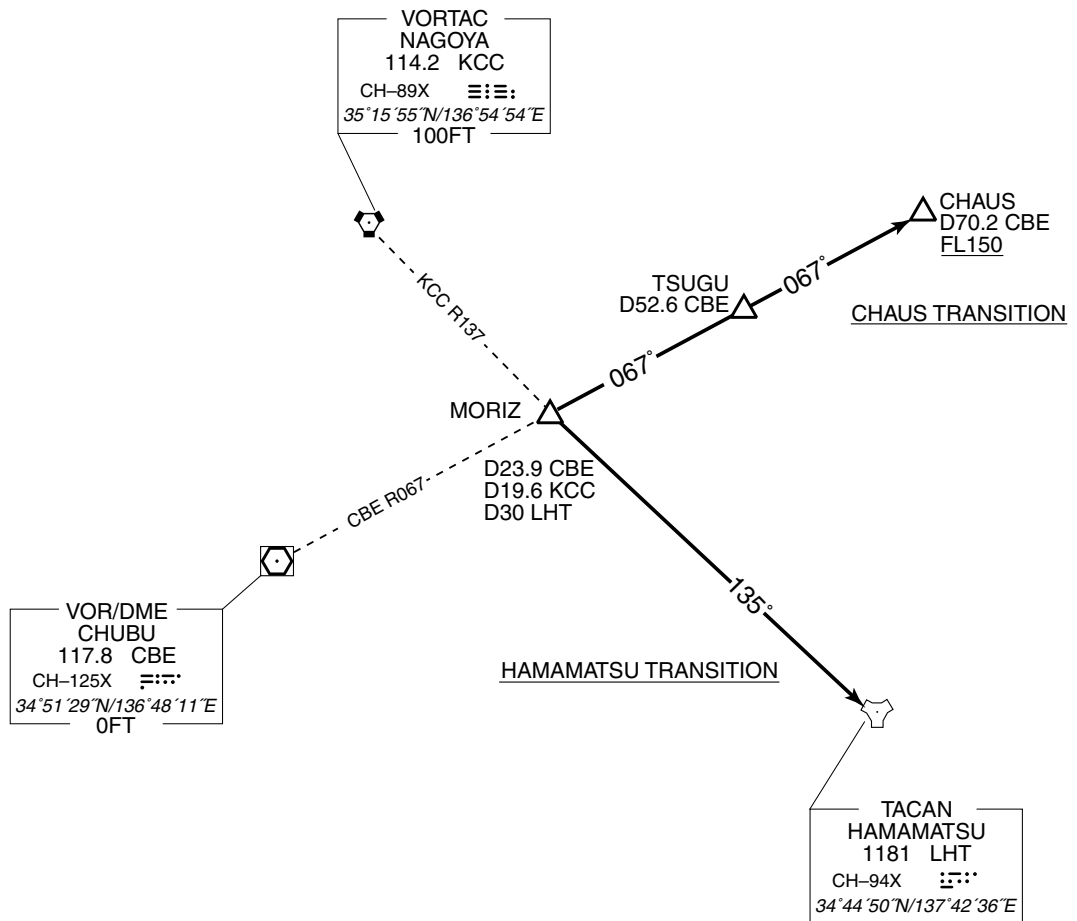 VORTAC
NAGOYA
114.2 KCC
CH–89X
35°15´55˝N/136°54´54˝E
100FT
CHAUS
D70.2 CBE
FL150
067°
TSUGU
D52.6 CBE
CHAUS TRANSITION
KCC R137
067°
MORIZ
D23.9 CBE
D19.6 KCC
D30 LHT
CBE R067
135°
VOR/DME
CHUBU
117.8 CBE
CH–125X
34°51´29˝N/136°48´11˝E
0FT
HAMAMATSU TRANSITION
TACAN
HAMAMATSU
1181 LHT
CH–94X
34°44´50˝N/137°42´36˝E